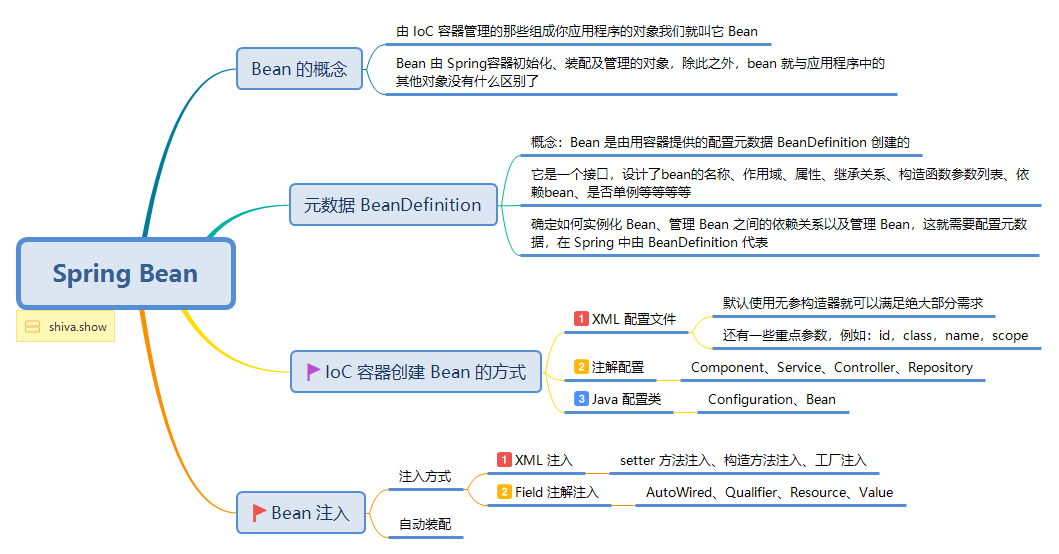 Spring Bean
shiva.show
Bean 的概念
由 IoC 容器管理的那些组成你应用程序的对象我们就叫它 Bean
Bean 由 Spring容器初始化、装配及管理的对象，除此之外，bean 就与应用程序中的
其他对象没有什么区别了
元数据 BeanDefinition
概念：Bean 是由用容器提供的配置元数据 BeanDefinition 创建的
它是一个接口，设计了bean的名称、作用域、属性、继承关系、构造函数参数列表、依
赖bean、是否单例等等等等
确定如何实例化 Bean、管理 Bean 之间的依赖关系以及管理 Bean，这就需要配置元数
据，在 Spring 中由 BeanDefinition 代表
IoC 容器创建 Bean 的方式
1 XML 配置文件
默认使用无参构造器就可以满足绝大部分需求
还有一些重点参数，例如：id，class，name，scope
2 注解配置
Component、Service、Controller、Repository
3 Java 配置类
Configuration、Bean
Bean 注入
注入方式
1 XML 注入
setter 方法注入、构造方法注入、工厂注入
2 Field 注解注入
AutoWired、Qualifier、Resource、Value
自动装配